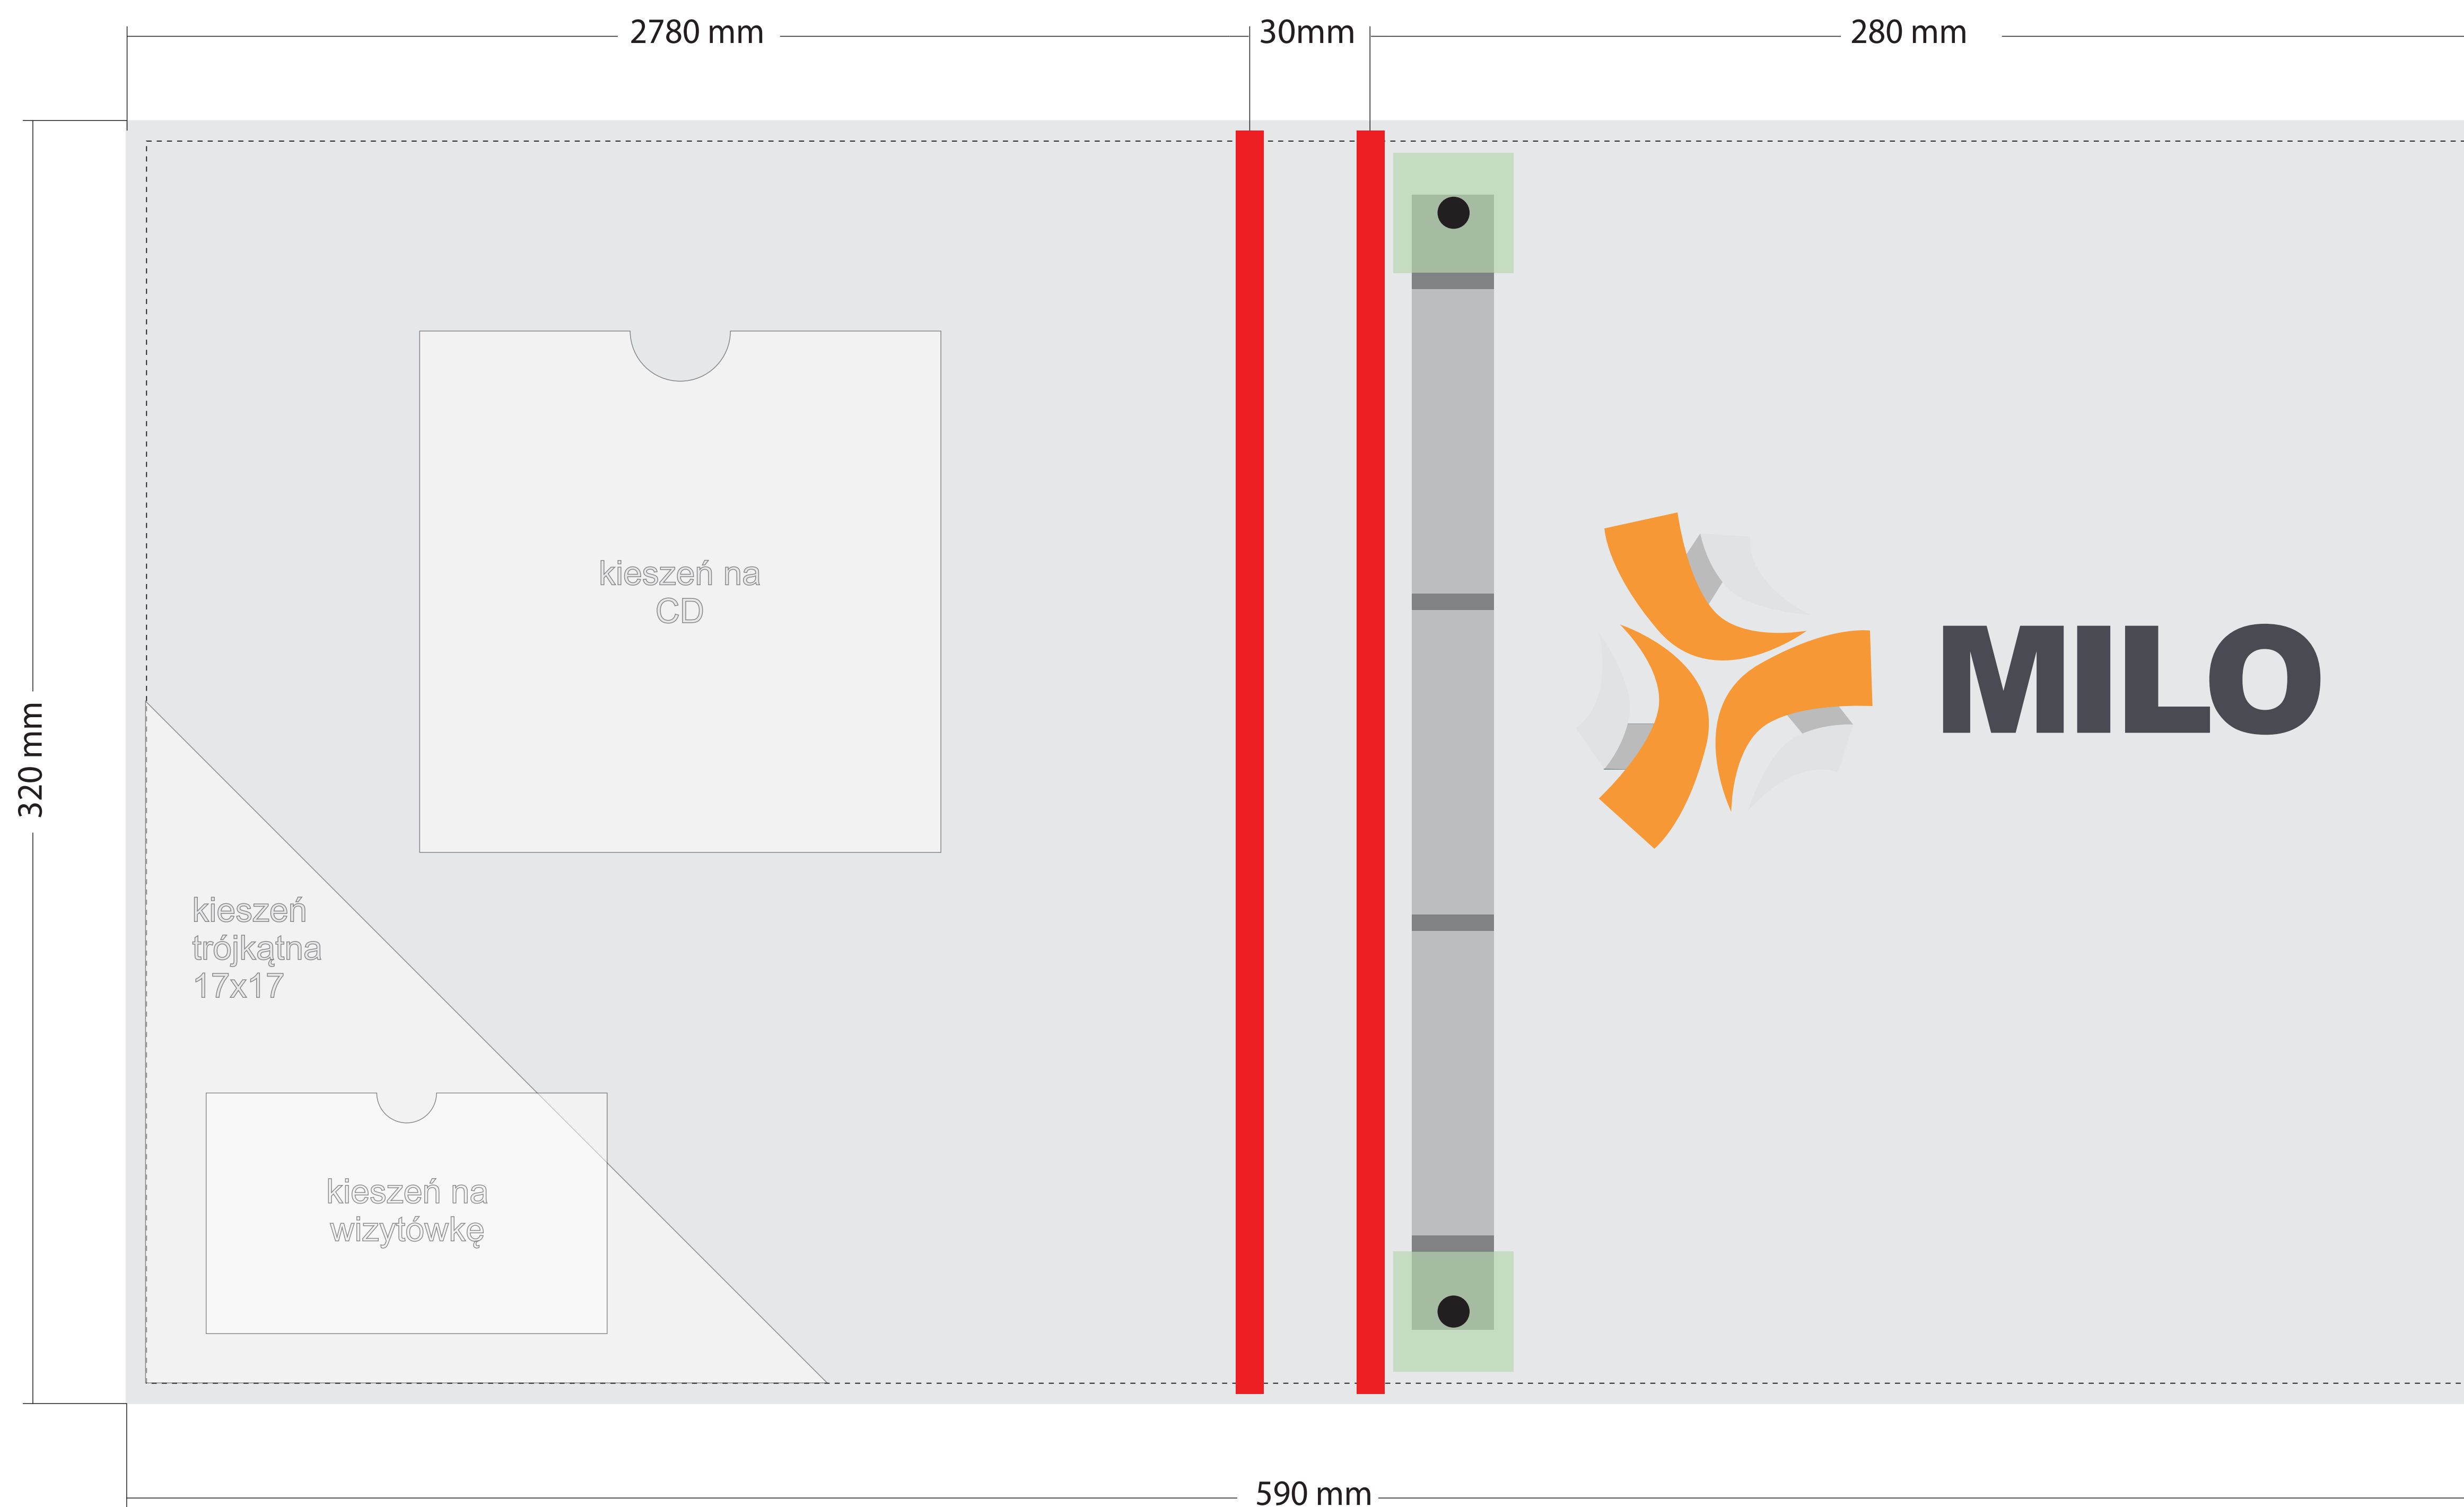 2780 mm
30mm
280 mm
320 mm
kieszeń na
CD
MILO
kieszeń
trójkątna
17x17
kieszeń na
wizytówkę
590 mm